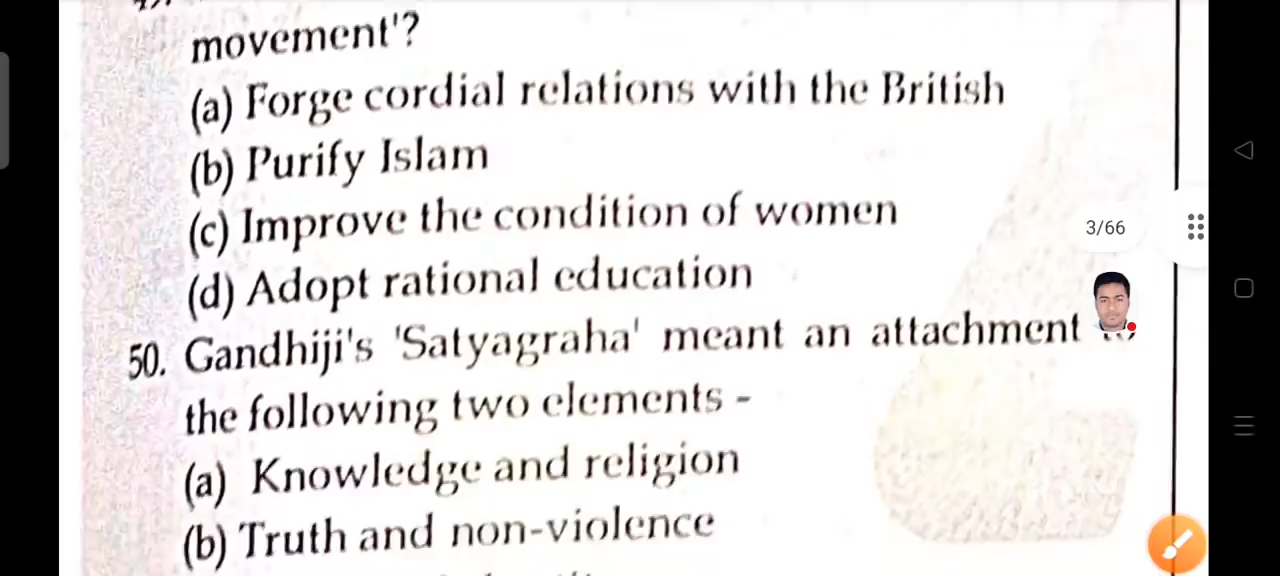 movement'?
(a) Forge cordial relations with the British
(b) Purify Islam
(c) Improve the condition of women
(d) Adopt rational education
3/66
50. Gandhiji's 'Satyagraha' meant an attachment
the following two elements -
(a) Knowledge and religion
(b) Truth and non-violence